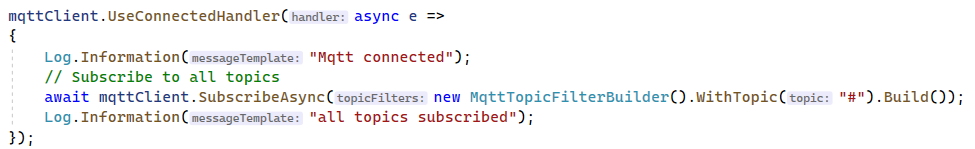 mqttClient.UseConnectedHandler(handler: async e =>
{
    Log.Information(messageTemplate: "Mqtt connected");
    // Subscribe to all topics
    await mqttClient.SubscribeAsync(topicFilters: new MqttTopicFilterBuilder().WithTopic(topic: "#").Build());
    Log.Information(messageTemplate: "all topics subscribed");
});